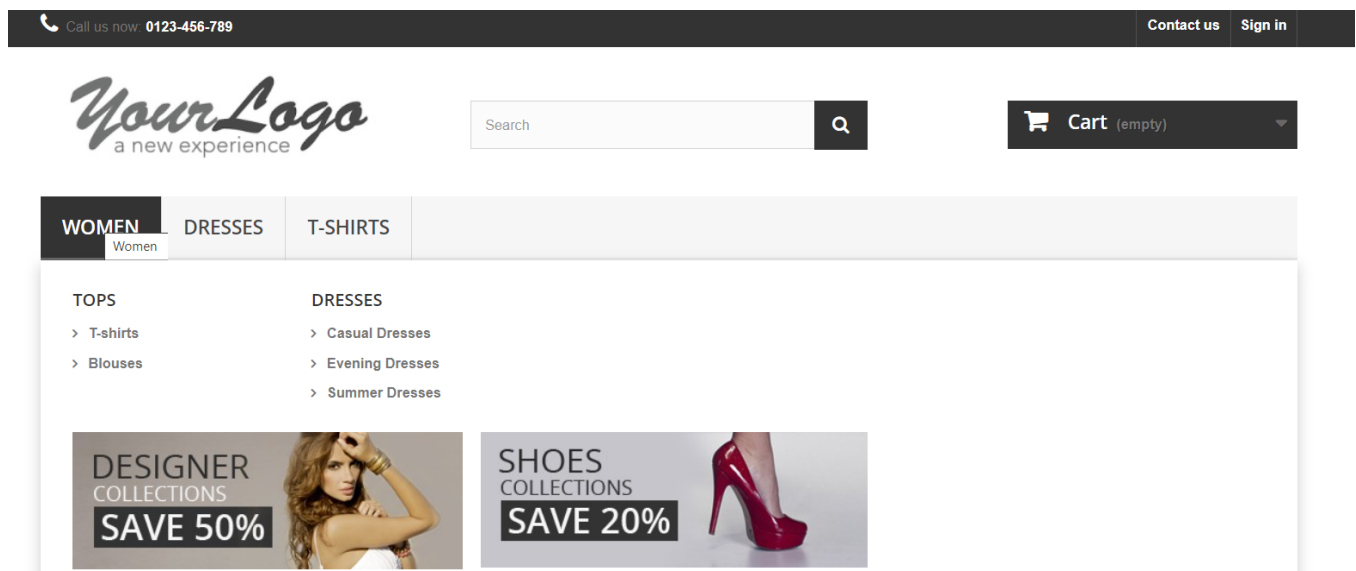 Call us now: 0123-456-789
Contact us
Sign in
YourLogo
a new experience
Search
Cart (empty)
WOMEN
DRESSES
T-SHIRTS
Women
TOPS
T-shirts
Blouses
DRESSES
Casual Dresses
Evening Dresses
Summer Dresses
DESIGNER
COLLECTIONS
SAVE 50%
SHOES
COLLECTIONS
SAVE 20%